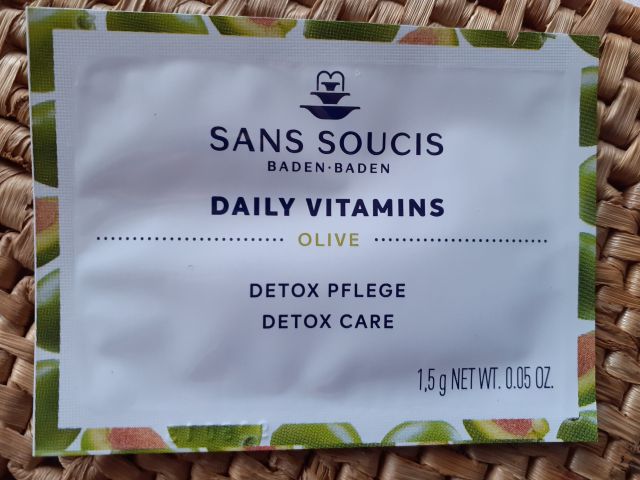 SANS SOUCIS
BADEN·BADEN
DAILY VITAMINS
OLIVE
DETOX PFLEGE
DETOX CARE
1,5 g NET WT. 0.05 OZ.